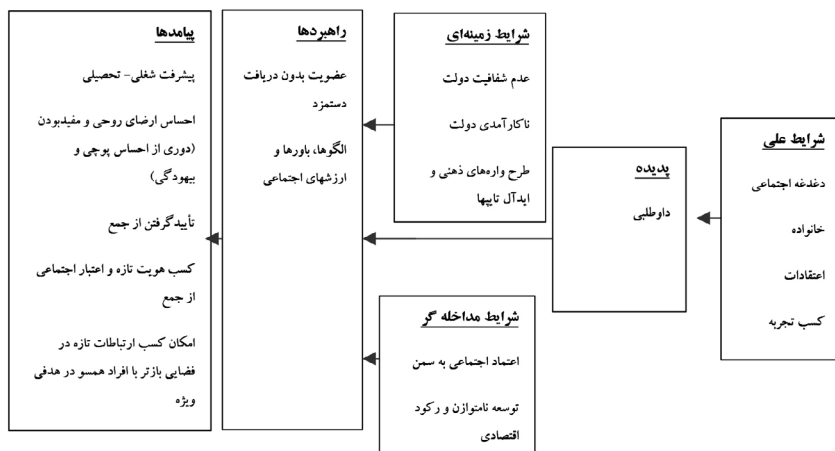 شرایط علی
دغدغه اجتماعی
خانواده
اعتقادات
کسب تجربه
پدیده
داوطلبی
شرایط زمینه‌ای
عدم شفافیت دولت
ناکارآمدی دولت
طرح واره‌های ذهنی و
ایدآل تایپها
شرایط مداخله گر
اعتماد اجتماعی به سمن
توسعه نامتوازن و رکود
اقتصادی
راهبردها
عضویت بدون دریافت
دستمزد
الگوها، باورها و
ارزشهای اجتماعی
پیامدها
پیشرفت شغلی- تحصیلی
احساس ارضای روحی و مفیدبودن
(دوری از احساس پوچی و
بیهودگی)
تأییدگرفتن از جمع
کسب هویت تازه و اعتبار اجتماعی
از جمع
امکان کسب ارتباطات تازه در
فضایی بازتر با افراد همسو در هدفی
ویژه